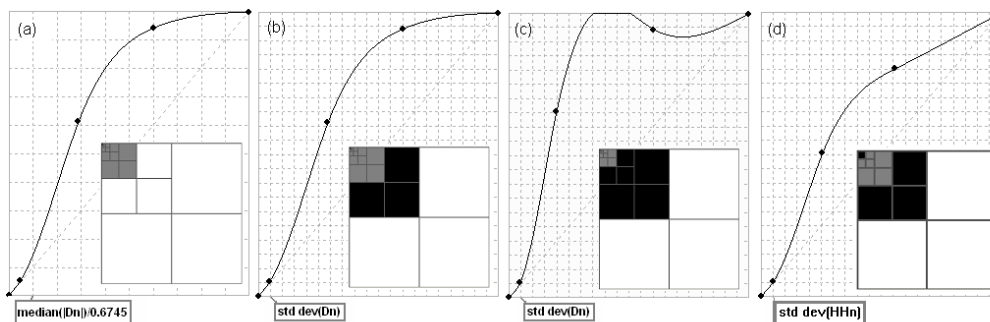 (a)
(b)
(c)
(d)
median(|Dn|)/0.6745
std dev(Dn)
std dev(Dn)
std dev(HHn)